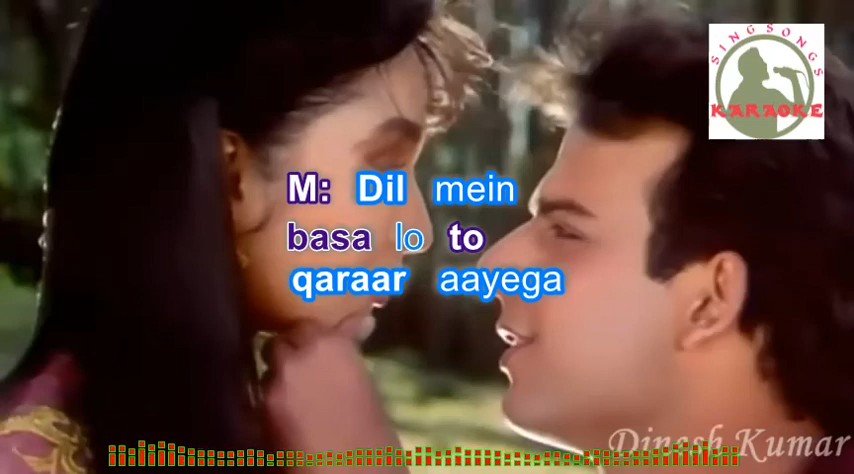 SING SONGS
KARAOKE
M: Dil mein
basa lo to
qaraar aayega
Dinesh Kumar